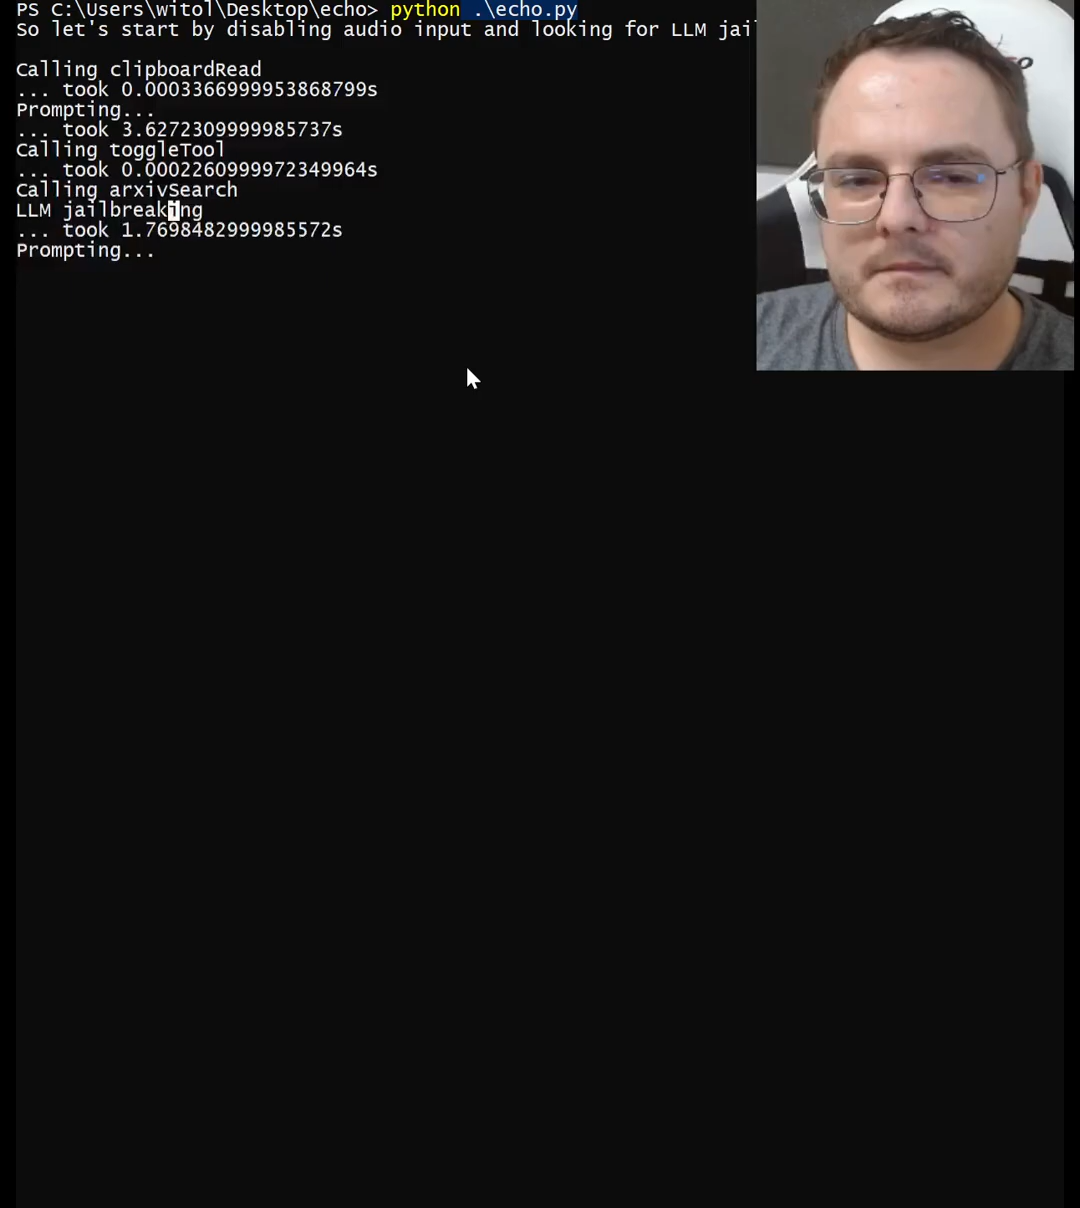 PS C:\Users\witol\Desktop\echo> python .\echo.py
So let's start by disabling audio input and looking for LLM jai
Calling clipboardRead
... took 0.0003366999953868799s
Prompting...
... took 3.6272309999985737s
Calling toggleTool
... took 0.0002260999972349964s
Calling arxivSearch
LLM jailbreaking
... took 1.7698482999985572s
Prompting...